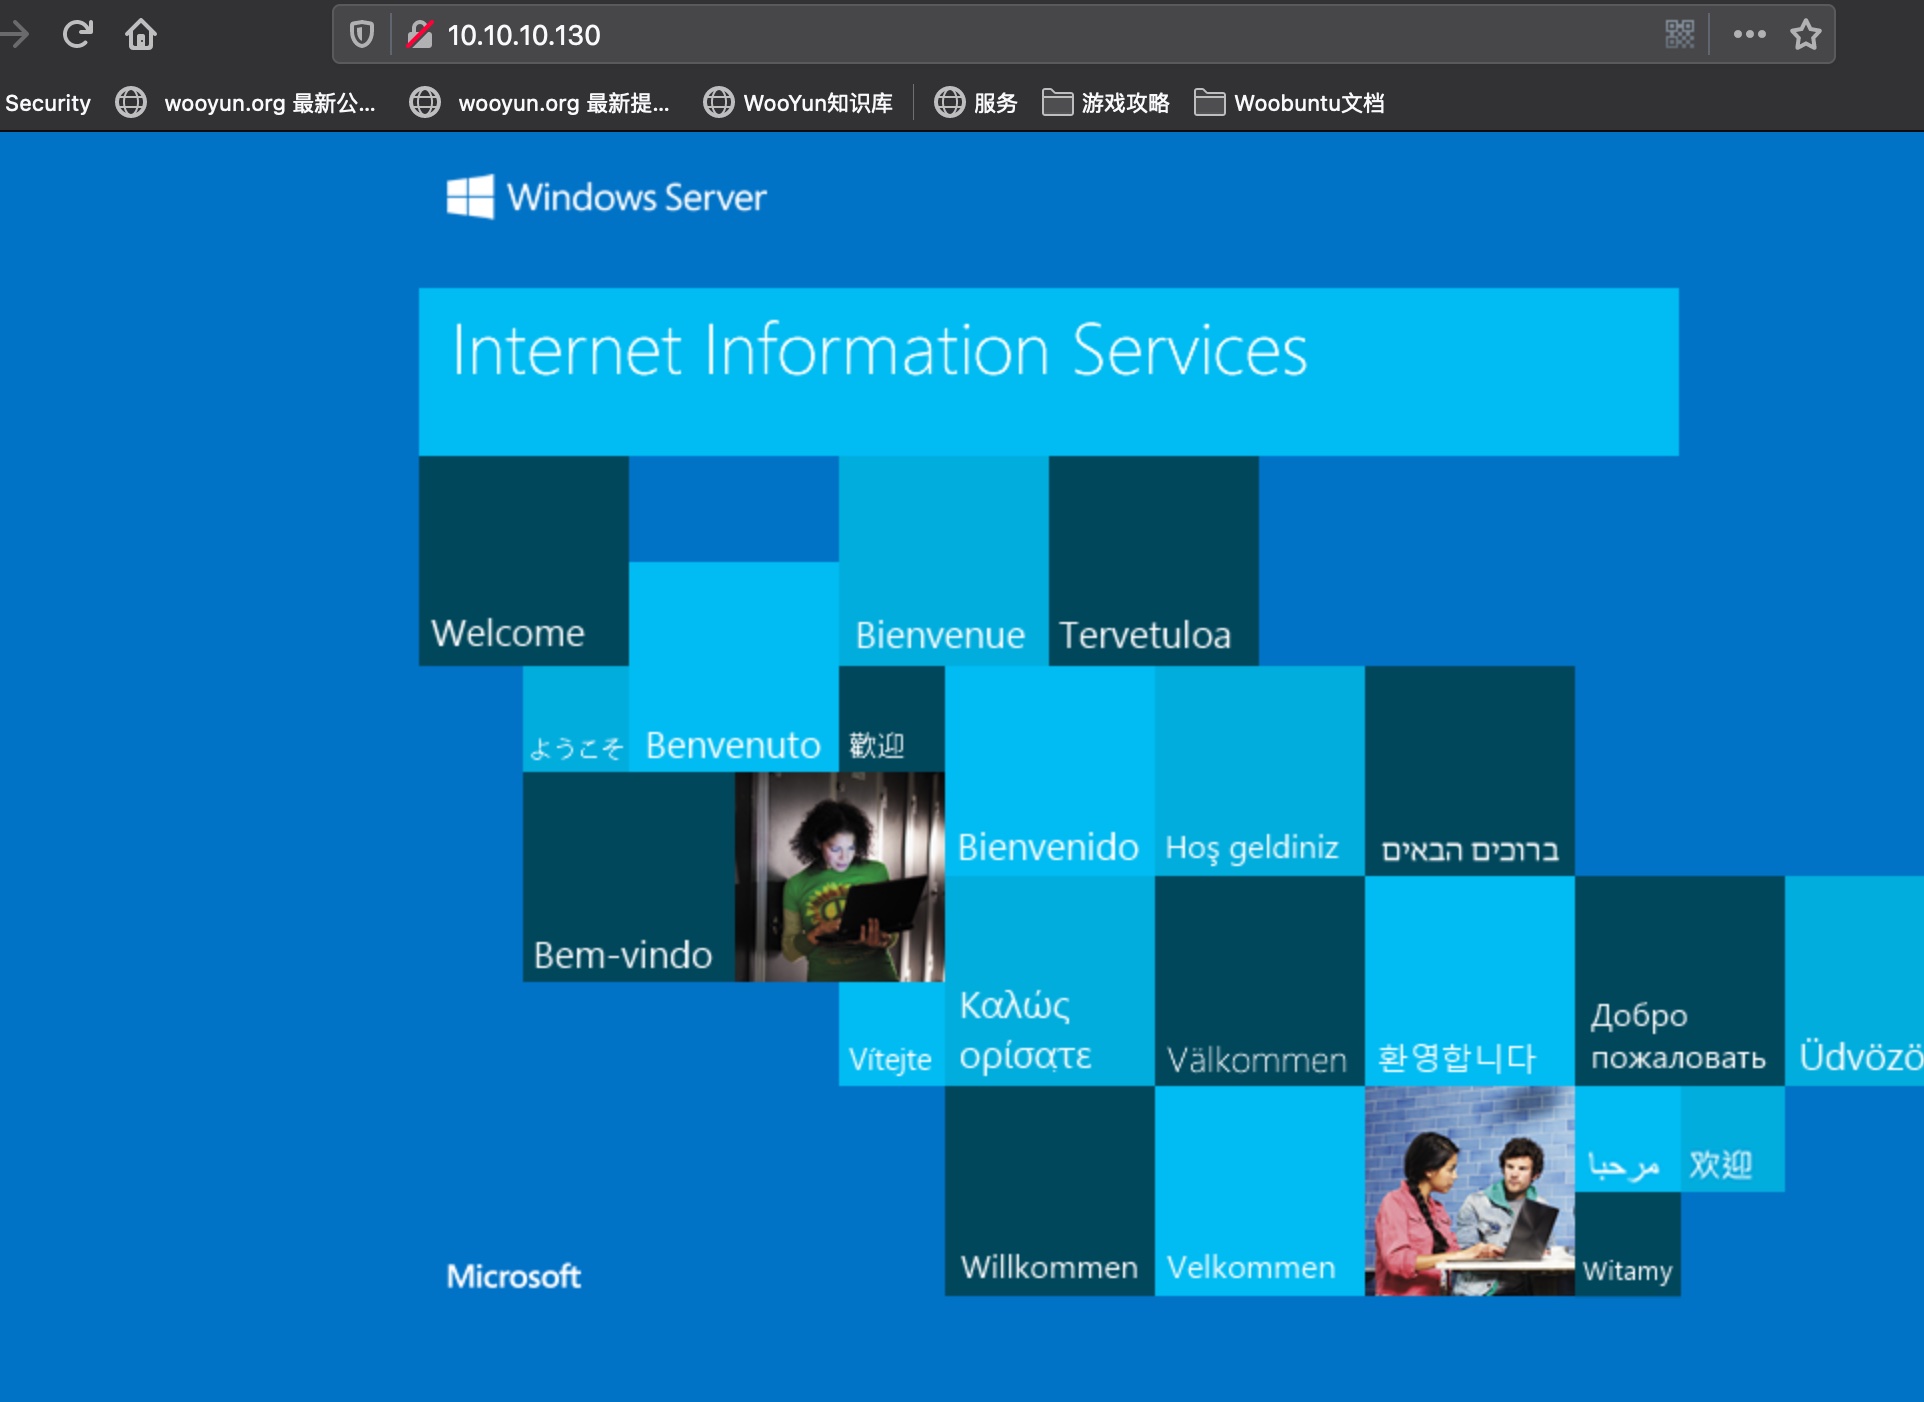 10.10.10.130
Security wooyun.org 最新公... wooyun.org 最新提... WooYun知识库 服务 游戏攻略 Woobuntu文档
Windows Server
Internet Information Services
Welcome
Bienvenue
Tervetuloa
ようこそ
Benvenuto
歡迎
Bienvenido
Hoş geldiniz
ברוכים הבאים
Bem-vindo
Vítejte
Καλώς
ορίσατε
Välkommen
환영합니다
Добро
пожаловать
Üdvözö
مرحبا
欢迎
Willkommen
Velkommen
Witamy
Microsoft